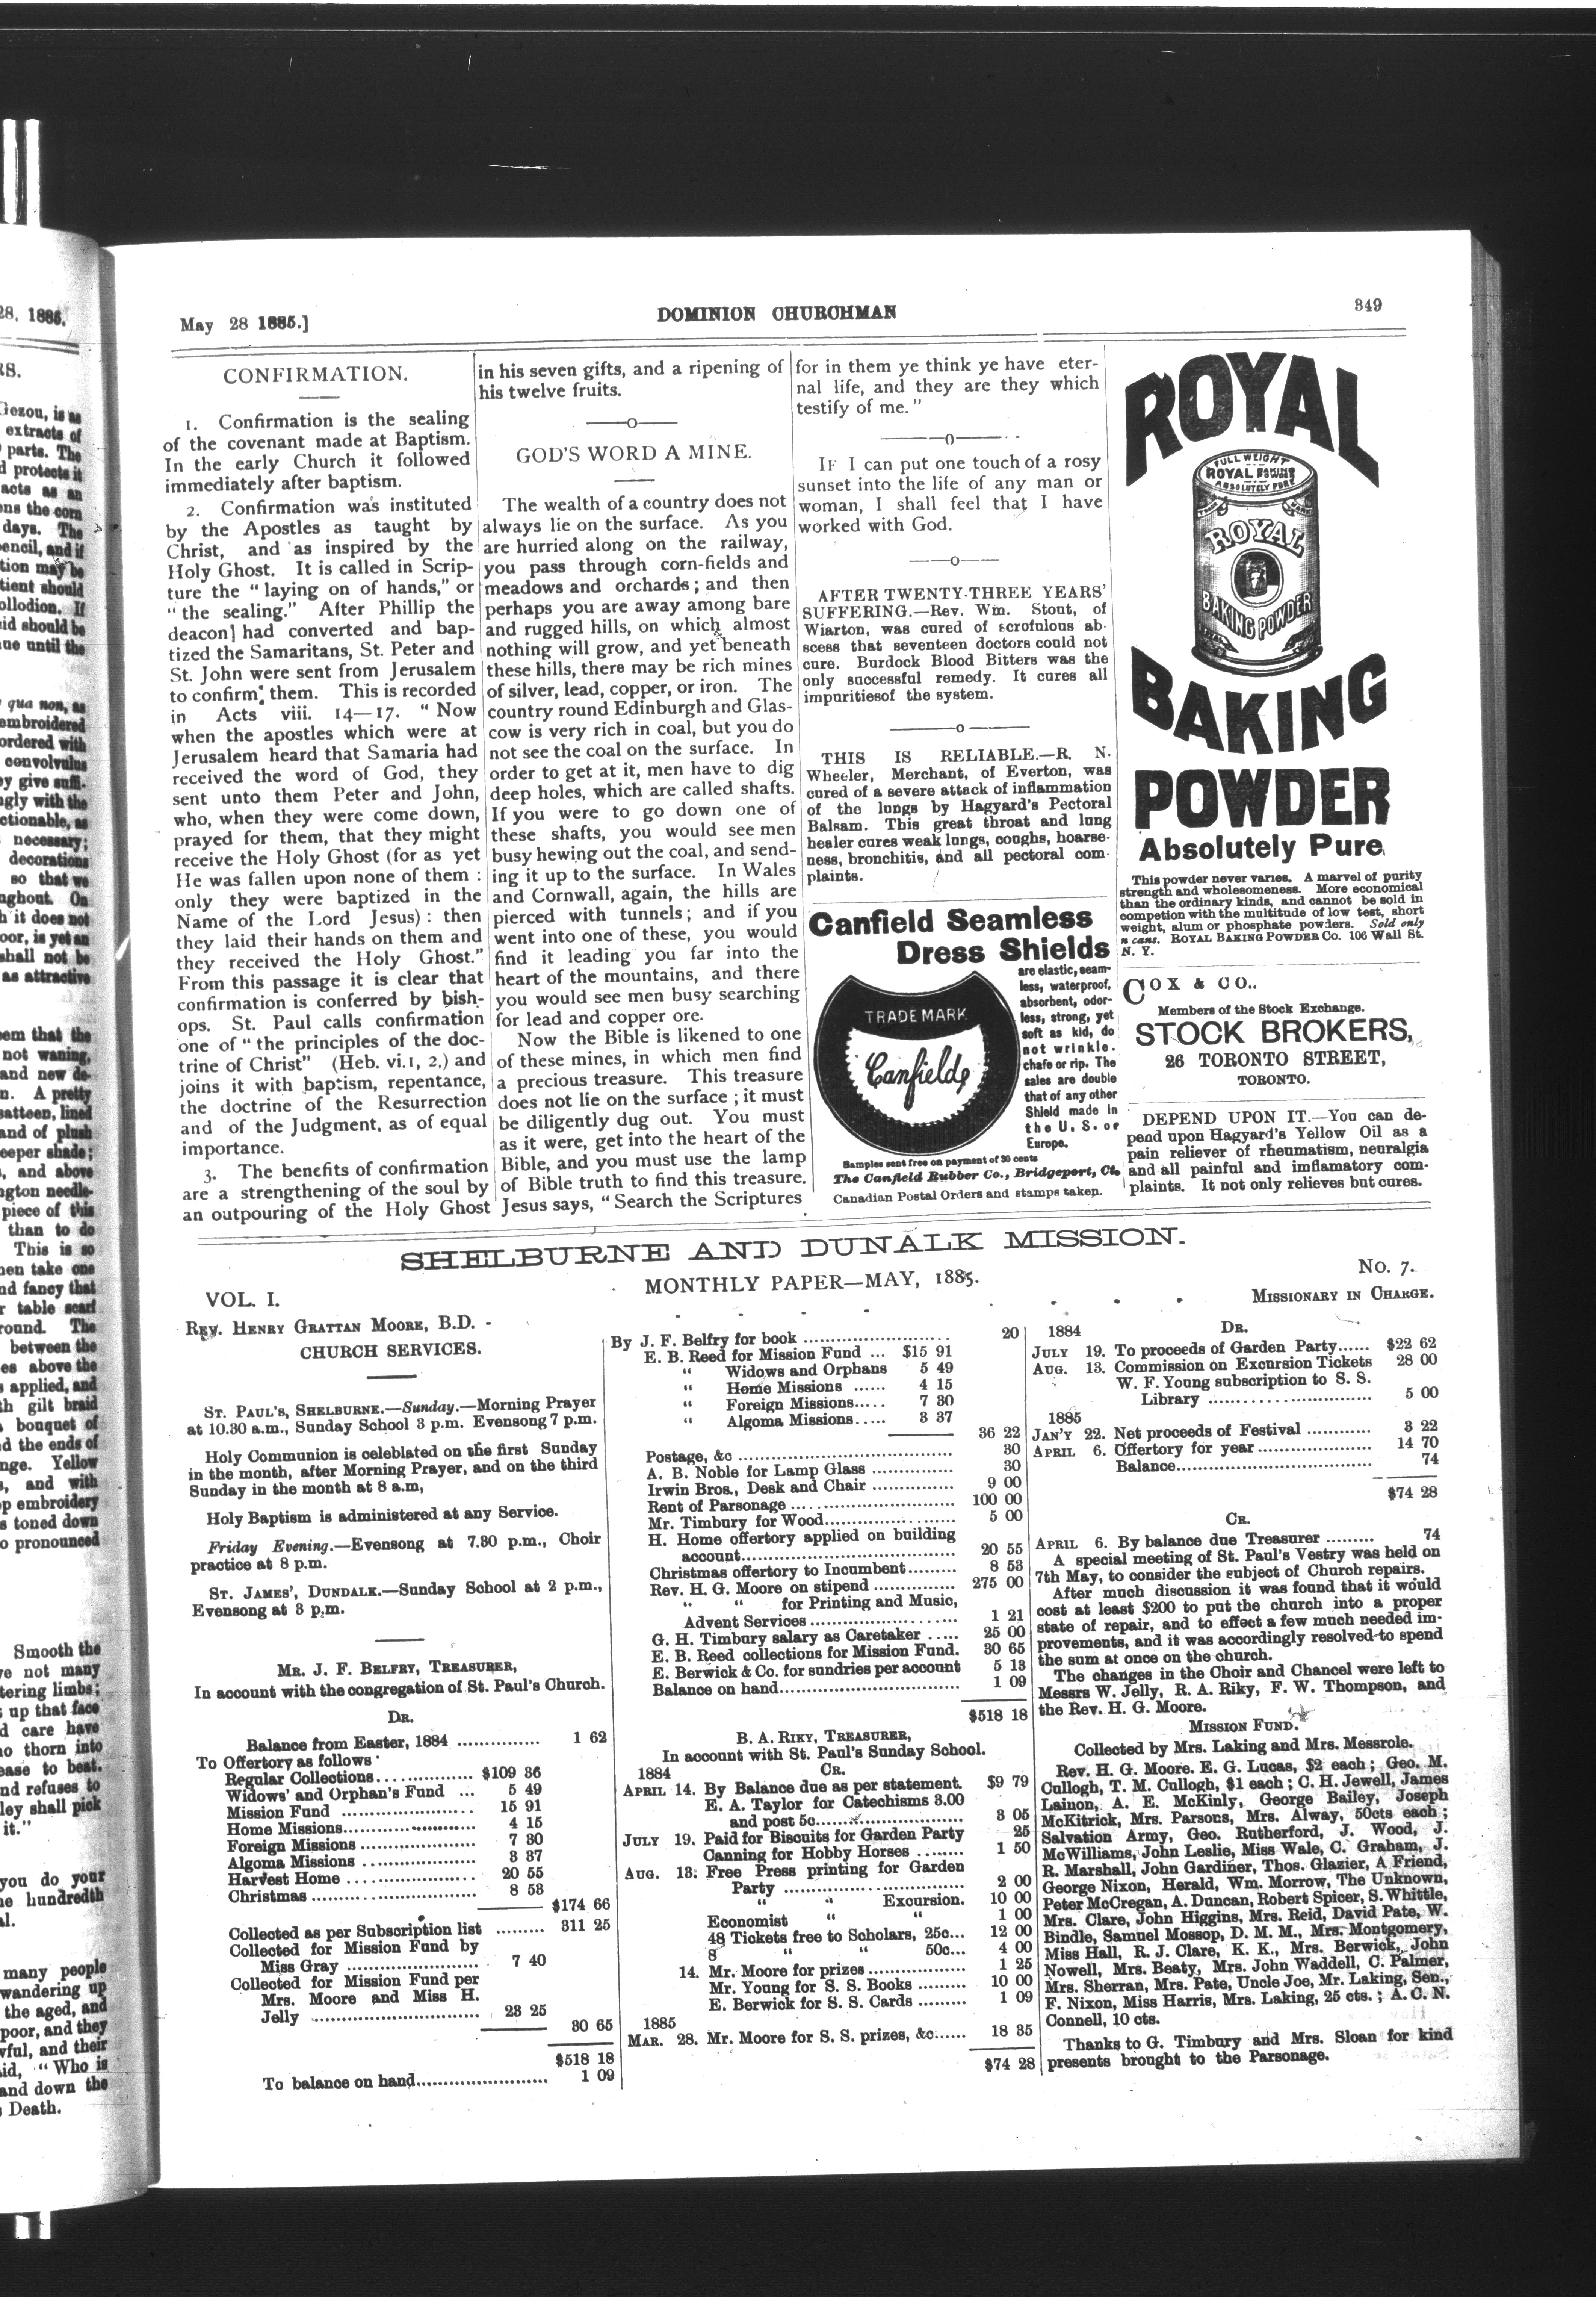 May 28 1885.]
DOMINION CHURCHMAN
349
CONFIRMATION.
1. Confirmation is the sealing
of the covenant made at Baptism.
In the early Church it followed
immediately after baptism.
2. Confirmation was instituted
by the Apostles as taught by
Christ, and as inspired by the
Holy Ghost. It is called in Scrip-
ture the "laying on of hands," or
"the sealing." After Phillip the
deacon] had converted and bap-
tized the Samaritans, St. Peter and
St. John were sent from Jerusalem
to confirm them. This is recorded
in Acts viii. 14—17. "Now
when the apostles which were at
Jerusalem heard that Samaria had
received the word of God, they
sent unto them Peter and John,
who, when they were come down,
prayed for them, that they might
receive the Holy Ghost (for as yet
He was fallen upon none of them :
only they were baptized in the
Name of the Lord Jesus) : then
they laid their hands on them and
they received the Holy Ghost."
From this passage it is clear that
confirmation is conferred by bish-
ops. St. Paul calls confirmation
one of "the principles of the doc-
trine of Christ" (Heb. vi.1, 2,) and
joins it with baptism, repentance,
the doctrine of the Resurrection
and of the Judgment, as of equal
importance.
3. The benefits of confirmation
are a strengthening of the soul by
an outpouring of the Holy Ghost
in his seven gifts, and a ripening of
his twelve fruits.
——o——
GOD'S WORD A MINE.
The wealth of a country does not
always lie on the surface. As you
are hurried along on the railway,
you pass through corn-fields and
meadows and orchards ; and then
perhaps you are away among bare
and rugged hills, on which almost
nothing will grow, and yet beneath
these hills, there may be rich mines
of silver, lead, copper, or iron. The
country round Edinburgh and Glas-
cow is very rich in coal, but you do
not see the coal on the surface. In
order to get at it, men have to dig
deep holes, which are called shafts.
If you were to go down one of
these shafts, you would see men
busy hewing out the coal, and send-
ing it up to the surface. In Wales
and Cornwall, again, the hills are
pierced with tunnels ; and if you
went into one of these, you would
find it leading you far into the
heart of the mountains, and there
you would see men busy searching
for lead and copper ore.
Now the Bible is likened to one
of these mines, in which men find
a precious treasure. This treasure
does not lie on the surface ; it must
be diligently dug out. You must
as it were, get into the heart of the
Bible, and you must use the lamp
of Bible truth to find this treasure.
Jesus says, "Search the Scriptures
for in them ye think ye have eter-
nal life, and they are they which
testify of me."
——o——
IF I can put one touch of a rosy
sunset into the life of any man or
woman, I shall feel that I have
worked with God.
——o——
AFTER TWENTY-THREE YEARS'
SUFFERING.—Rev. Wm. Stout, of
Wiarton, was cured of scrofulous ab-
scess that seventeen doctors could not
cure. Burdock Blood Bitters was the
only successful remedy. It cures all
impuritiesof the system.
——o——
THIS IS RELIABLE.—R. N.
Wheeler, Merchant, of Everton, was
cured of a severe attack of inflammation
of the lungs by Hagyard's Pectoral
Balsam. This great throat and lung
healer cures weak lungs, coughs, hoarse-
ness, bronchitis, and all pectoral com-
plaints.
Canfield Seamless
Dress Shields
are elastic, seam-
less, waterproof,
absorbent, odor-
less, strong, yet
soft as kid, do
not wrinkle.
chafe or rip. The
sales are double
that of any other
Shield made in
the U. S. or
Europe.
TRADE MARK
Canfield
Samples sent free on payment of 30 cents
The Canfield Rubber Co., Bridgeport, Ct.
Canadian Postal Orders and stamps taken.
ROYAL
FULL WEIGHT
ROYAL POWDER
ABSOLUTELY PURE
ROYAL
BAKING POWDER
BAKING
POWDER
Absolutely Pure
This powder never varies. A marvel of purity
strength and wholesomeness. More economical
than the ordinary kinds, and cannot be sold in
competion with the multitude of low test, short
weight, alum or phosphate powders. Sold only
n cans. ROYAL BAKING POWDER CO. 106 Wall St.
N. Y.
COX & CO..
Members of the Stock Exchange.
STOCK BROKERS,
26 TORONTO STREET,
TORONTO.
DEPEND UPON IT.—You can de-
pend upon Hagyard's Yellow Oil as a
pain reliever of rheumatism, neuralgia
and all painful and imflamatory com-
plaints. It not only relieves but cures.
SHELBURNE AND DUNALK MISSION.
MONTHLY PAPER—MAY, 1885.
VOL. I.
NO. 7.
REV. HENRY GRATTAN MOORE, B.D. - - - - - - - MISSIONARY IN CHARGE.
CHURCH SERVICES.
ST. PAUL'S, SHELBURNE.—Sunday.—Morning Prayer
at 10.30 a.m., Sunday School 3 p.m. Evensong 7 p.m.
Holy Communion is celeblated on the first Sunday
in the month, after Morning Prayer, and on the third
Sunday in the month at 8 a.m,
Holy Baptism is administered at any Service.
Friday Evening.—Evensong at 7.30 p.m., Choir
practice at 8 p.m.
ST. JAMES', DUNDALK.—Sunday School at 2 p.m.,
Evensong at 3 p.m.
MR. J. F. BELFRY, TREASURER,
In account with the congregation of St. Paul's Church.
DR.
Balance from Easter, 1884 ............... 1 62
To Offertory as follows
Regular Collections............... $109 36
Widows' and Orphan's Fund ... 5 49
Mission Fund ............... 15 91
Home Missions............... 4 15
Foreign Missions............... 7 30
Algoma Missions............... 3 37
Harvest Home............... 20 55
Christmas............... 8 53
$174 66
Collected as per Subscription list ......... 311 25
Collected for Mission Fund by
Miss Gray ............... 7 40
Collected for Mission Fund per
Mrs. Moore and Miss H.
Jelly ............... 28 25
30 65
$518 18
To balance on hand............... 1 09
By J. F. Belfry for book ............... 20
E. B. Reed for Mission Fund ... $15 91
" Widows and Orphans 5 49
" Home Missions ...... 4 15
" Foreign Missions..... 7 30
" Algoma Missions..... 3 37
36 22
Postage, &c ............... 30
A. B. Noble for Lamp Glass ............... 30
Irwin Bros., Desk and Chair ............... 9 00
Rent of Parsonage ............... 100 00
Mr. Timbury for Wood............... 5 00
H. Home offertory applied on building
account............... 20 55
Christmas offertory to Incumbent......... 8 53
Rev. H. G. Moore on stipend ............... 275 00
" " for Printing and Music,
Advent Services ............... 1 21
G. H. Timbury salary as Caretaker ..... 25 00
E. B. Reed collections for Mission Fund. 30 65
E. Berwick & Co. for sundries per account 5 13
Balance on hand............... 1 09
$518 18
B. A. RIKY, TREASURER,
In account with St. Paul's Sunday School.
1884 CR.
APRIL 14. By Balance due as per statement. $9 79
E. A. Taylor for Catechisms 3.00
and post 5c............... 3 05
JULY 19. Paid for Biscuits for Garden Party 25
Canning for Hobby Horses ....... 1 50
AUG. 13. Free Press printing for Garden
Party ............... 2 00
" " Excursion. 10 00
Economist " " 1 00
48 Tickets free to Scholars, 25c... 12 00
8 " " 50c... 4 00
14. Mr. Moore for prizes............... 1 25
Mr. Young for S. S. Books ......... 10 00
E. Berwick for S. S. Cards ......... 1 09
1885
MAR. 28. Mr. Moore for S. S. prizes, &c...... 18 35
$74 28
1884 DR.
JULY 19. To proceeds of Garden Party...... $22 62
AUG. 13. Commission on Excursion Tickets 28 00
W. F. Young subscription to S. S.
Library ............... 5 00
1885
JAN'Y 22. Net proceeds of Festival ............ 3 22
APRIL 6. Offertory for year ............... 14 70
Balance............... 74
$74 28
CR.
APRIL 6. By balance due Treasurer ......... 74
A special meeting of St. Paul's Vestry was held on
7th May, to consider the subject of Church repairs.
After much discussion it was found that it would
cost at least $200 to put the church into a proper
state of repair, and to effect a few much needed im-
provements, and it was accordingly resolved to spend
the sum at once on the church.
The changes in the Choir and Chancel were left to
Messrs W. Jelly, R. A. Riky, F. W. Thompson, and
the Rev. H. G. Moore.
MISSION FUND.
Collected by Mrs. Laking and Mrs. Messrole.
Rev. H. G. Moore. E. G. Lucas, $2 each ; Geo. M.
Cullogh, T. M. Cullogh, $1 each ; C. H. Jewell, James
Lainon, A. E. McKinly, George Bailey, Joseph
McKitrick, Mrs. Parsons, Mrs. Alway, 50cts each ;
Salvation Army, Geo. Rutherford, J. Wood, J.
McWilliams, John Leslie, Miss Wale, C. Graham, J.
R. Marshall, John Gardiner, Thos. Glazier, A Friend,
George Nixon, Herald, Wm. Morrow, The Unknown,
Peter McCregan, A. Duncan, Robert Spicer, S. Whittle,
Mrs. Clare, John Higgins, Mrs. Reid, David Pate, W.
Bindle, Samuel Mossop, D. M. M., Mrs. Montgomery,
Miss Hall, R. J. Clare, K. K., Mrs. Berwick, John
Nowell, Mrs. Beaty, Mrs. John Waddell, C. Palmer,
Mrs. Sherran, Mrs. Pate, Uncle Joe, Mr. Laking, Sen.,
F. Nixon, Miss Harris, Mrs. Laking, 25 cts. ; A. C. N.
Connell, 10 cts.
Thanks to G. Timbury and Mrs. Sloan for kind
presents brought to the Parsonage.